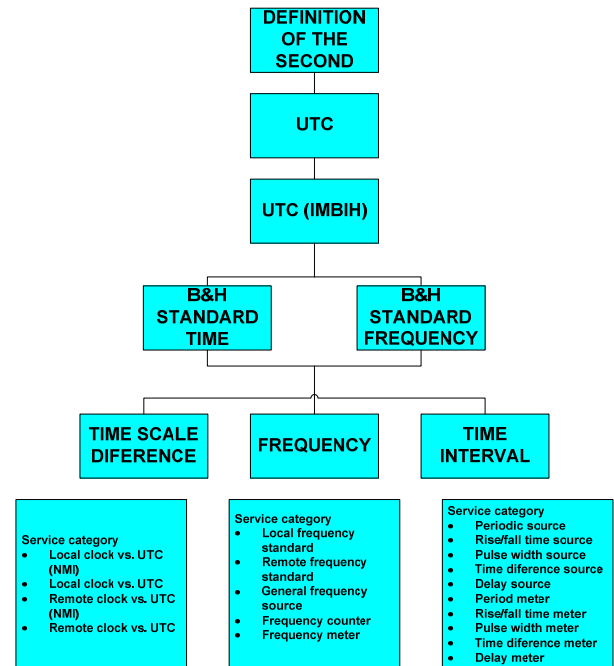 DEFINITION
OF THE
SECOND
UTC
UTC (IMBIH)
B&H
STANDARD
TIME
B&H
STANDARD
FREQUENCY
TIME SCALE
DIFERENCE
FREQUENCY
TIME
INTERVAL
Service category
• Local clock vs. UTC
(NMI)
• Local clock vs. UTC
• Remote clock vs. UTC
(NMI)
• Remote clock vs. UTC
Service category
• Local frequency
standard
• Remote frequency
standard
• General frequency
source
• Frequency counter
• Frequency meter
Service category
• Periodic source
• Rise/fall time source
• Pulse width source
• Time diference source
• Delay source
• Period meter
• Rise/fall time meter
• Pulse width meter
• Time diference meter
• Delay meter